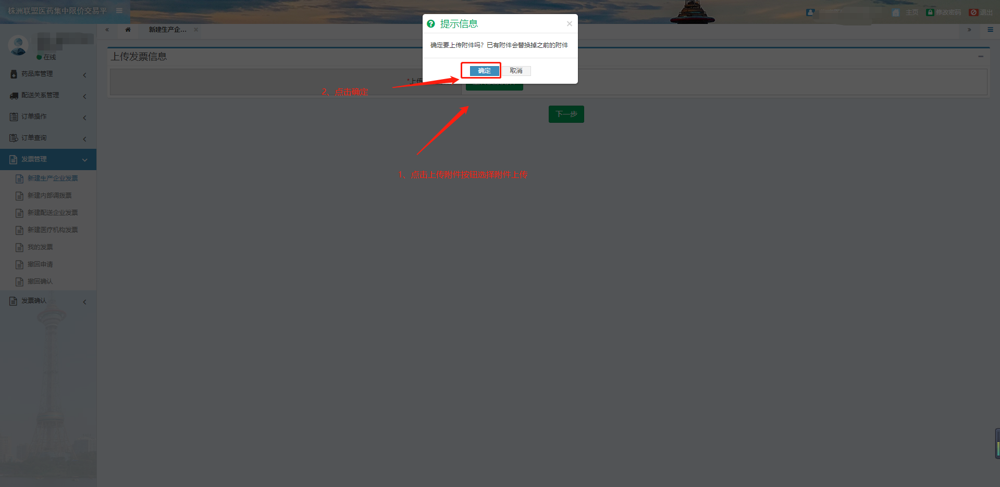 株洲联盟医药集中限价交易平
主页
修改密码
退出
新建生产企...
在线
药品库管理
配送关系管理
订单操作
订单查询
发票管理
新建生产企业发票
新建内部调拨票
新建配送企业发票
新建医疗机构发票
我的发票
撤回申请
撤回确认
发票确认
上传发票信息
*上传
下一步
提示信息
确定要上传附件吗？已有附件会替换掉之前的附件
确定
取消
2、点击确定
1、点击上传附件按钮选择附件上传